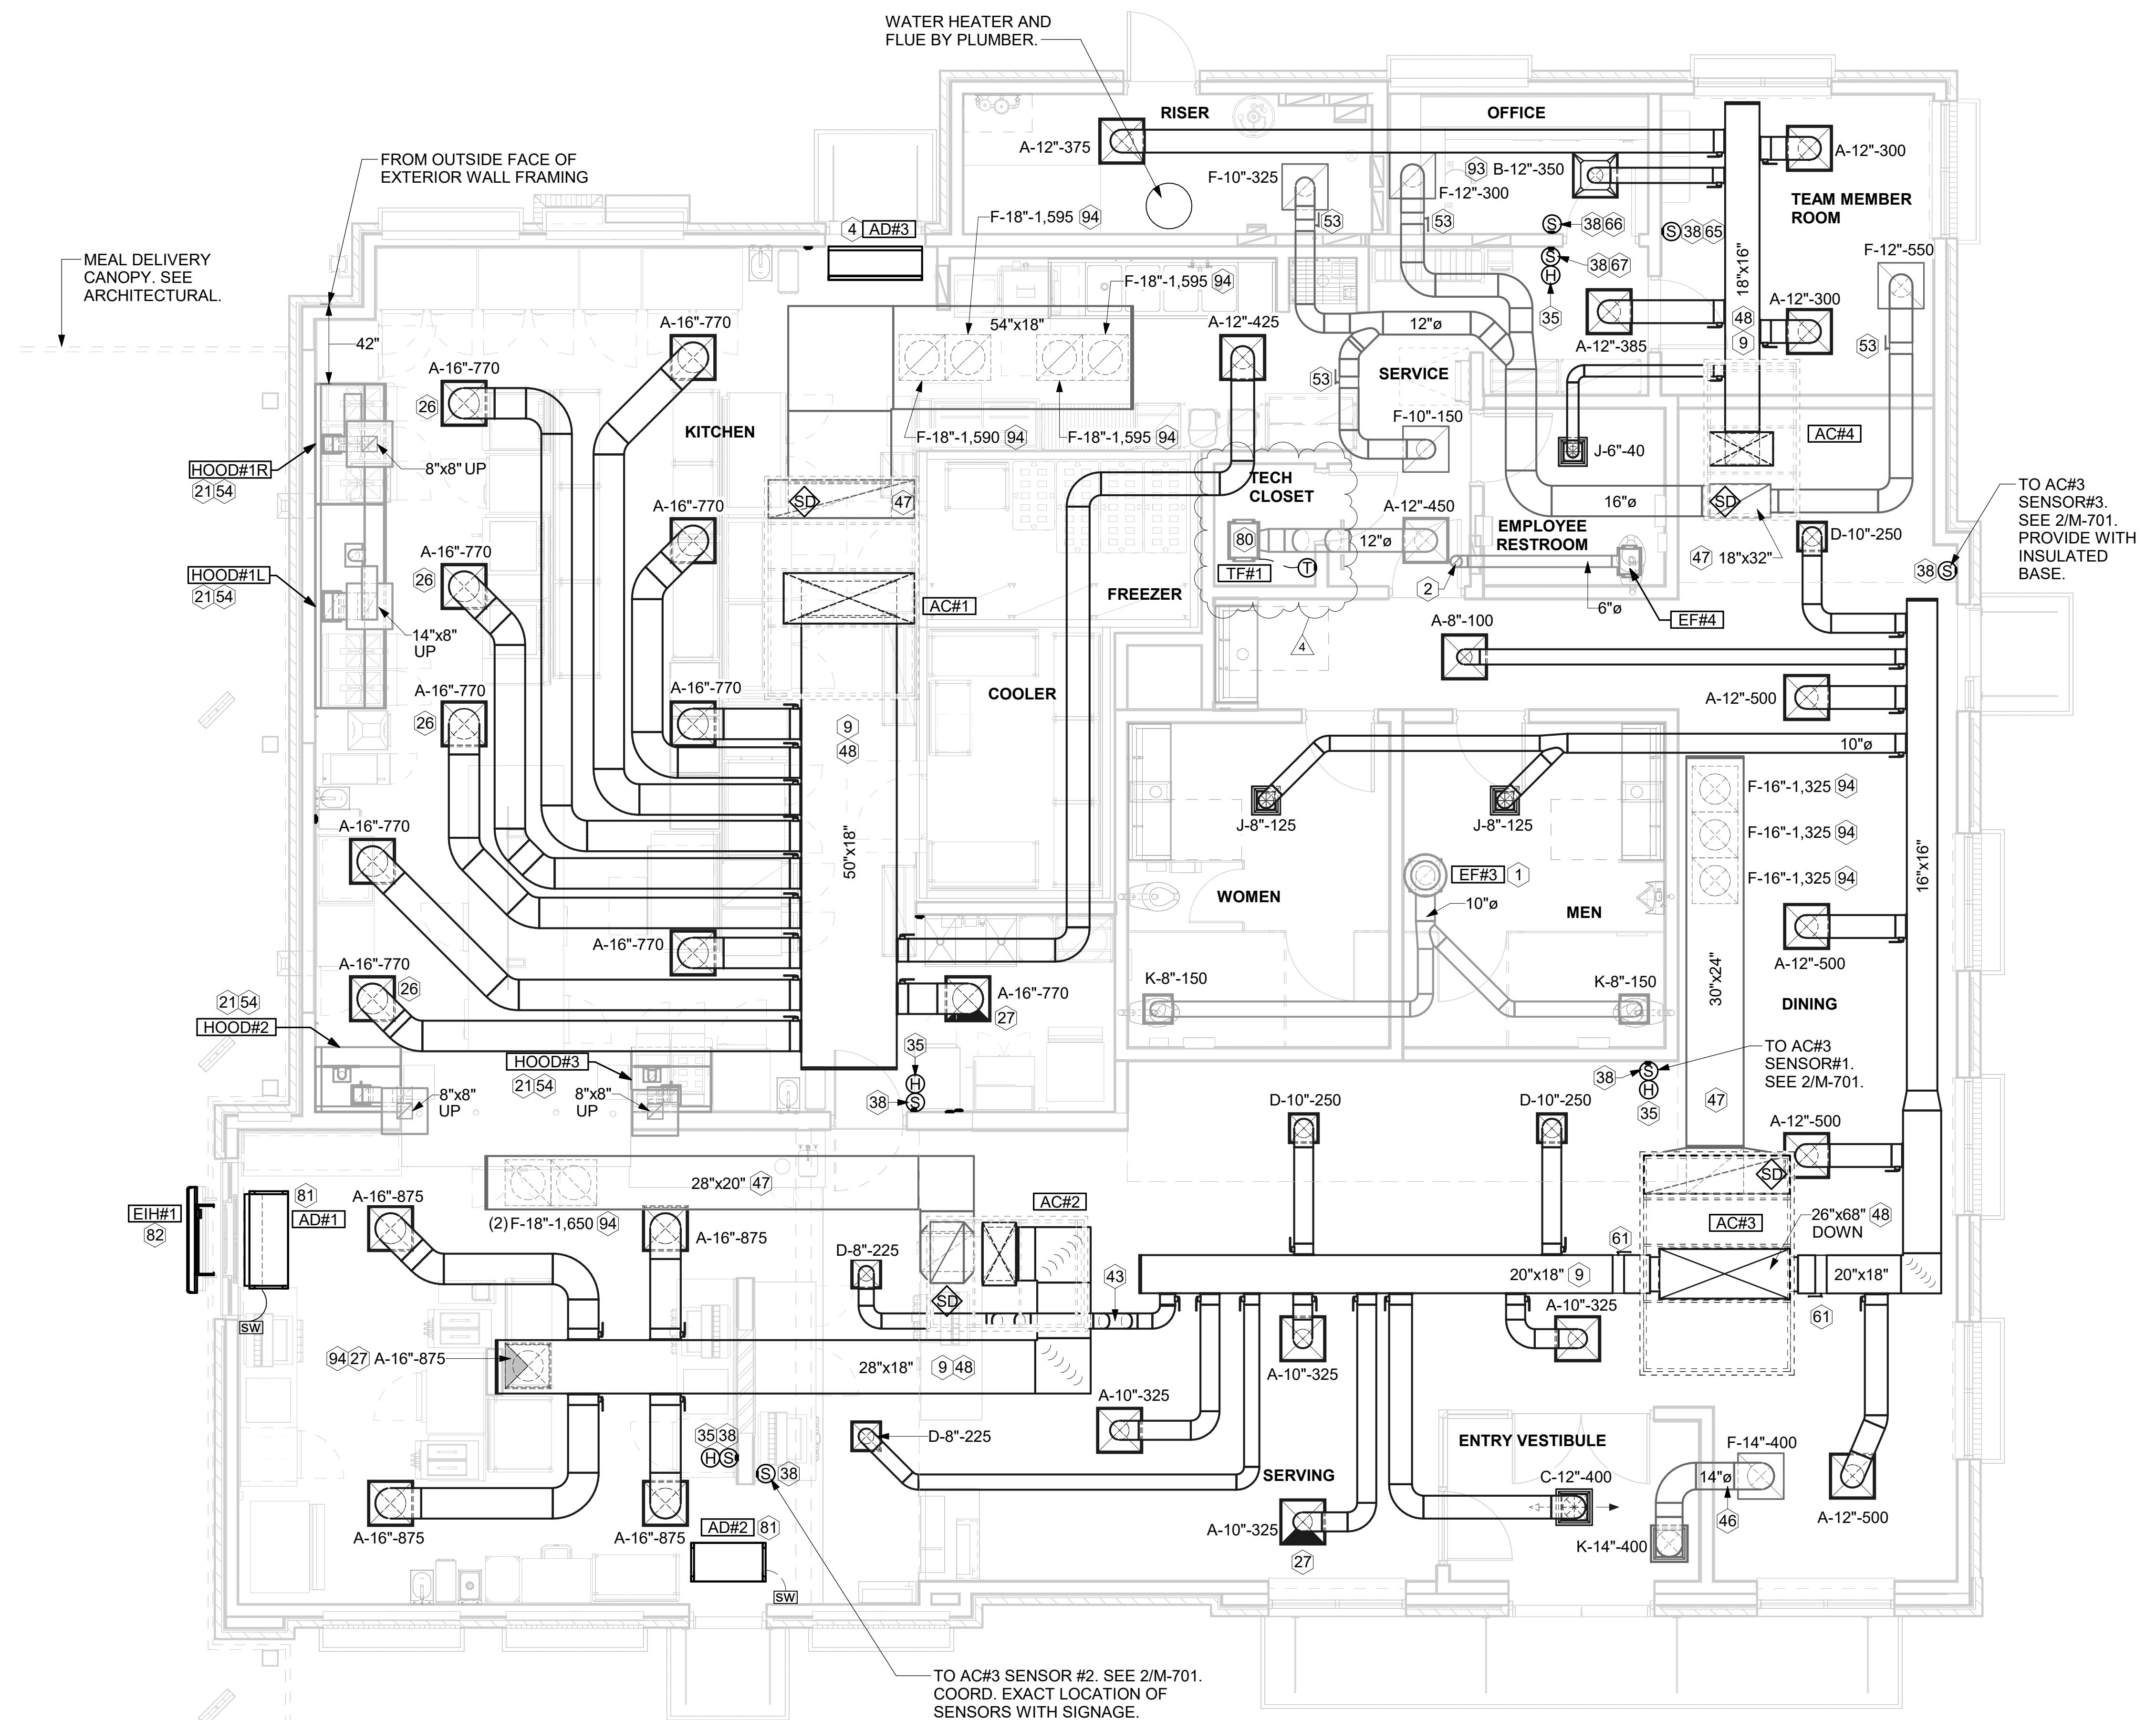 WATER HEATER AND
FLUE BY PLUMBER.
RISER
OFFICE
A-12"-375
A-12"-300
FROM OUTSIDE FACE OF
EXTERIOR WALL FRAMING
F-10"-325
93 B-12"-350
F-12"-300
TEAM MEMBER
ROOM
F-18"-1,595 94
53
53
S 38 66
S 38 65
4 AD#3
MEAL DELIVERY
CANOPY. SEE
ARCHITECTURAL.
F-12"-550
S 38 67
H
35
F-18"-1,595 94
18"x16"
A-12"-300
54"x18"
A-16"-770
A-12"-425
12"ø
48
9
A-12"-385
53
42"
A-16"-770
26
SERVICE
53
KITCHEN
F-10"-150
F-18"-1,590 94
F-18"-1,595 94
AC#4
J-6"-40
HOOD#1R
21 54
8"x8" UP
TECH
CLOSET
SD
47
A-16"-770
A-12"-450
16"ø
SD
TO AC#3
SENSOR#3.
SEE 2/M-701.
PROVIDE WITH
INSULATED
BASE.
EMPLOYEE
RESTROOM
D-10"-250
80
12"ø
47 18"x32"
A-16"-770
26
TF#1
T
38 S
HOOD#1L
21 54
FREEZER
2
6"ø
EF#4
AC#1
14"x8"
UP
A-8"-100
4
A-16"-770
26
A-16"-770
COOLER
A-12"-500
9
48
10"ø
F-16"-1,325 94
J-8"-125
J-8"-125
A-16"-770
F-16"-1,325 94
50"x18"
16"x16"
EF#3 1
F-16"-1,325 94
WOMEN
10"ø
MEN
A-16"-770
A-12"-500
A-16"-770
26
K-8"-150
K-8"-150
30"x24"
A-16"-770
27
DINING
21 54
HOOD#2
TO AC#3
SENSOR#1.
SEE 2/M-701.
35
H
38 S
HOOD#3
21 54
38 S
H
35
8"x8"
UP
8"x8"
UP
D-10"-250
D-10"-250
47
A-12"-500
28"x20" 47
SD
EIH#1
82
81
AD#1
A-16"-875
(2) F-18"-1,650 94
A-16"-875
AC#2
AC#3
26"x68" 48
DOWN
D-8"-225
61
43
20"x18" 9
20"x18"
SD
A-10"-325
61
SW
94 27 A-16"-875
28"x18"
9 48
A-10"-325
A-10"-325
35 38
H S
D-8"-225
S 38
ENTRY VESTIBULE
F-14"-400
SERVING
C-12"-400
14"ø
46
A-16"-875
A-16"-875
A-10"-325
27
A-12"-500
K-14"-400
AD#2 81
SW
TO AC#3 SENSOR #2. SEE 2/M-701.
COORD. EXACT LOCATION OF
SENSORS WITH SIGNAGE.